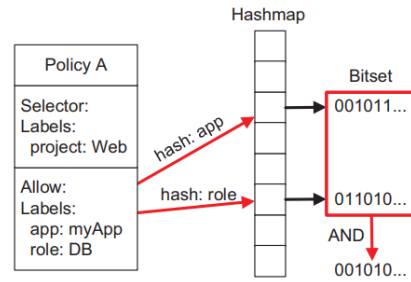 Hashmap
Policy A
Bitset
Selector:
Labels:
project: Web
001011...
hash: app
Allow:
Labels:
app: myApp
role: DB
hash: role
011010...
AND
001010...